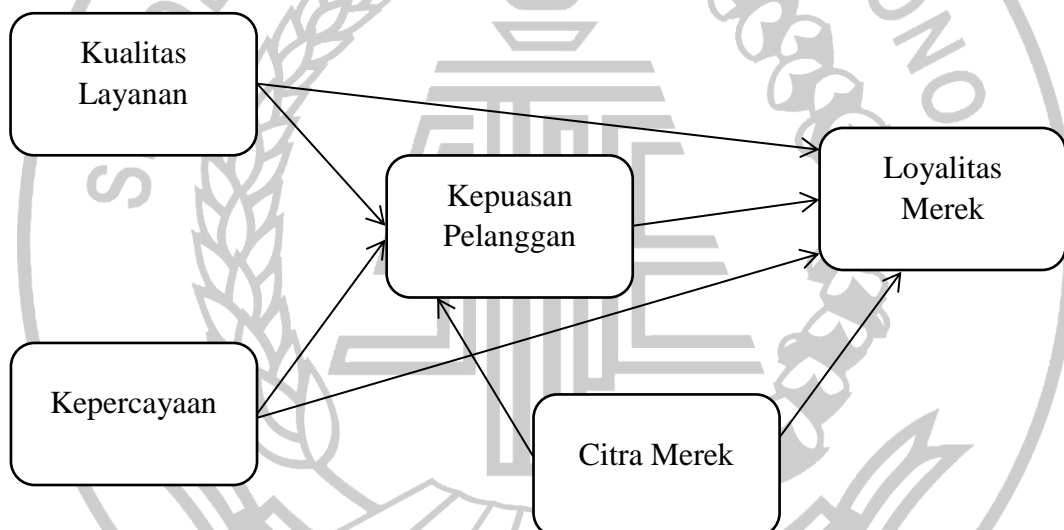 Kualitas
Layanan
Kepuasan
Pelanggan
Loyalitas
Merek
Kepercayaan
Citra Merek